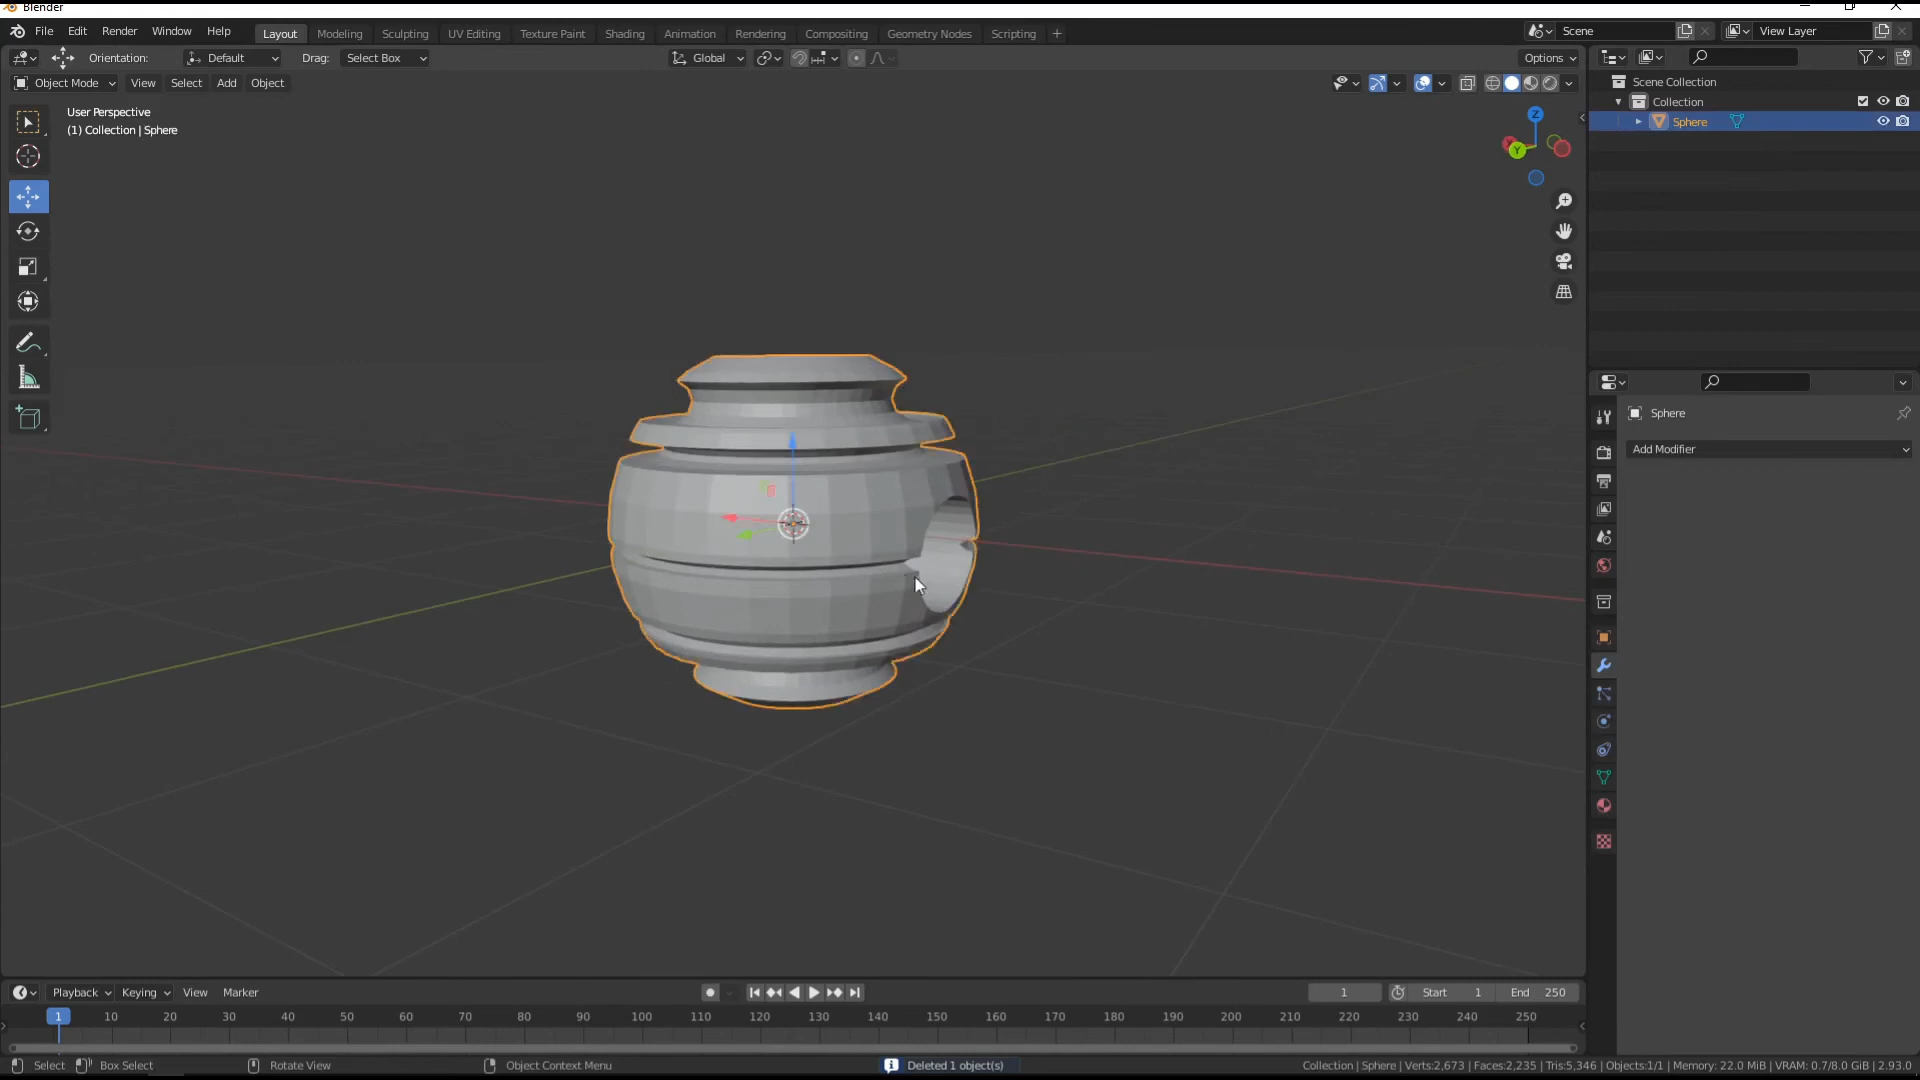 Blender
File Edit Render Window Help Layout Modeling Sculpting UV Editing Texture Paint Shading Animation Rendering Compositing Geometry Nodes Scripting + Scene View Layer
Orientation: Default Drag: Select Box Global Options
Object Mode View Select Add Object
User Perspective
(1) Collection | Sphere
Z
X
Y
Scene Collection
Collection
Sphere
Sphere
Add Modifier
Playback Keying View Marker 1 Start 1 End 250
1 10 20 30 40 50 60 70 80 90 100 110 120 130 140 150 160 170 180 190 200 210 220 230 240 250
Select Box Select Rotate View Object Context Menu Deleted 1 object(s) Collection | Sphere | Verts:2,673 | Faces:2,235 | Tris:5,346 | Objects:1/1 | Memory: 22.0 MiB | VRAM: 0.7/8.0 GiB | 2.93.0